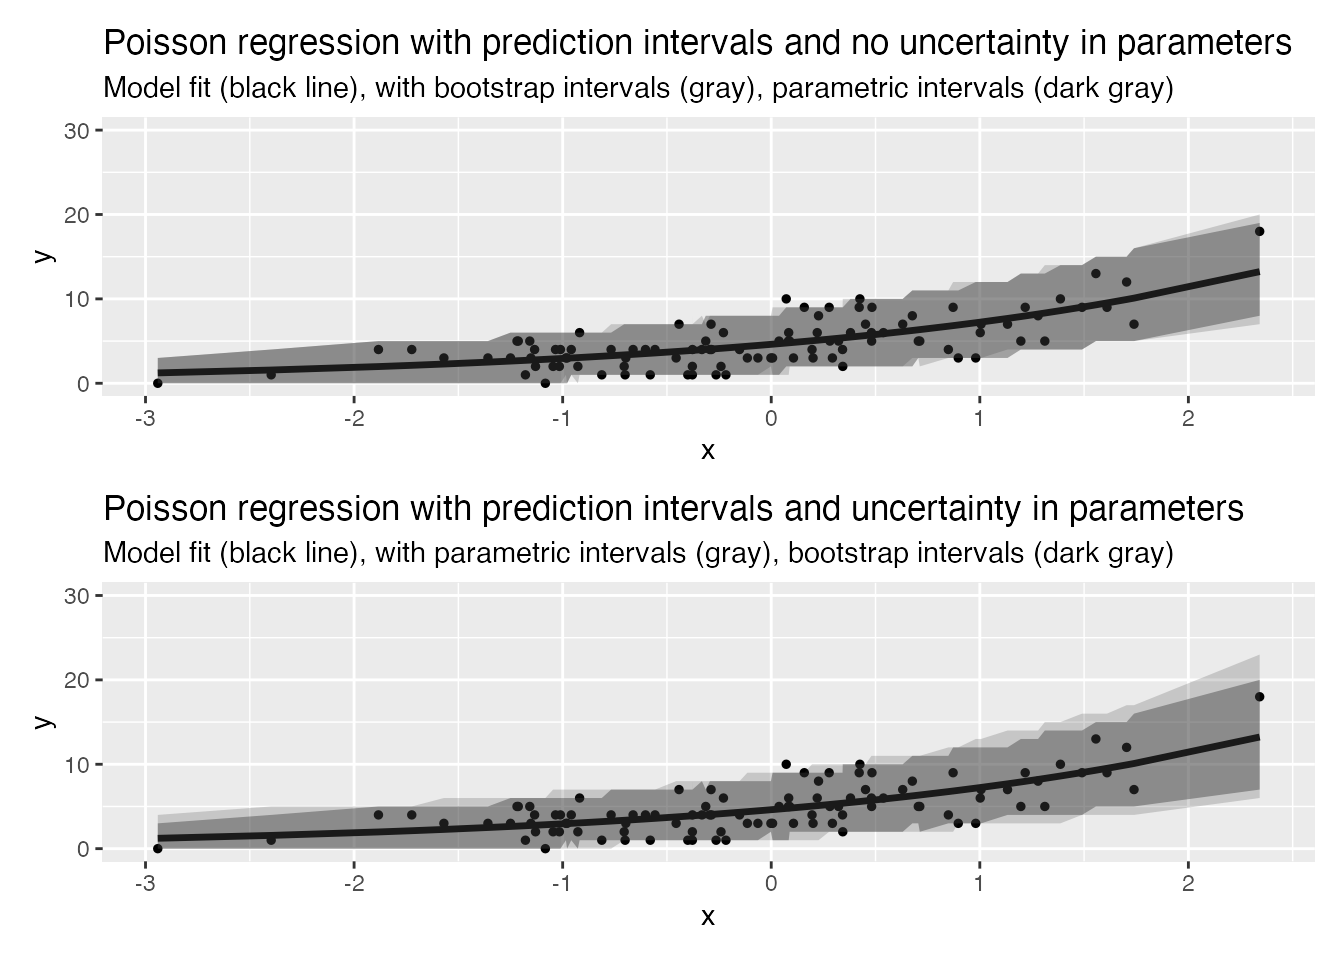 Poisson regression with prediction intervals and no uncertainty in parameters
Model fit (black line), with bootstrap intervals (gray), parametric intervals (dark gray)
30
20
10
0
y
-3 -2 -1 0 1 2
x
Poisson regression with prediction intervals and uncertainty in parameters
Model fit (black line), with parametric intervals (gray), bootstrap intervals (dark gray)
30
20
10
0
y
-3 -2 -1 0 1 2
x